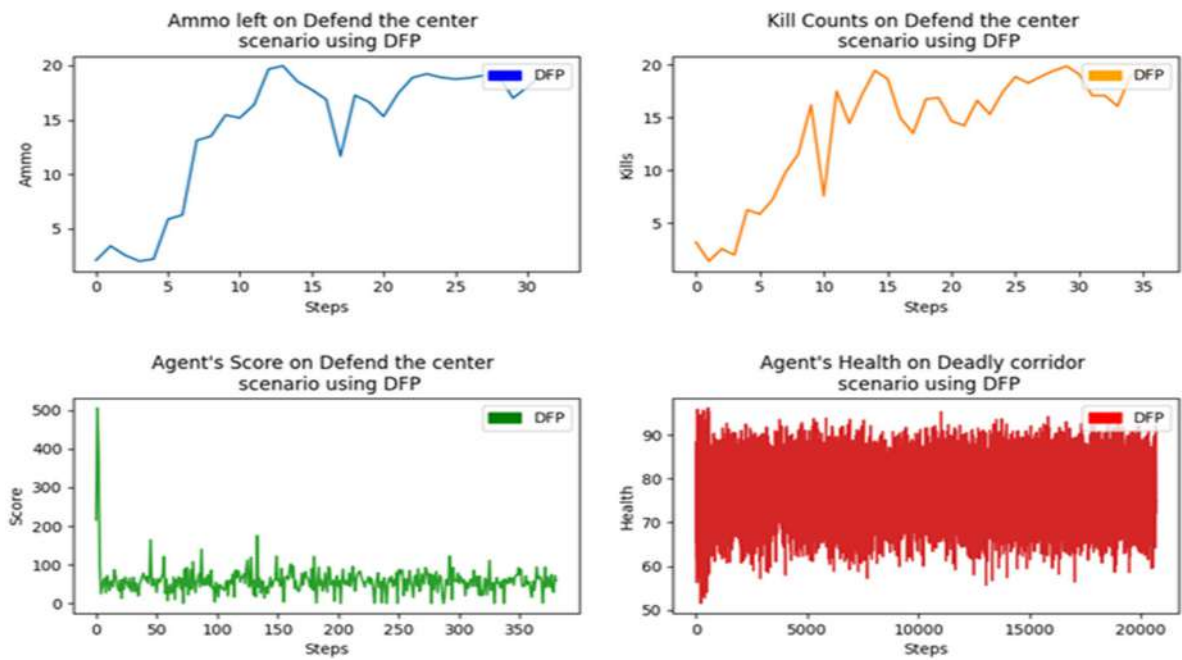 Ammo left on Defend the center
scenario using DFP
20
15
10
5
Ammo
DFP
0 5 10 15 20 25 30
Steps
Kill Counts on Defend the center
scenario using DFP
20
15
10
5
Kills
DFP
0 5 10 15 20 25 30 35
Steps
Agent's Score on Defend the center
scenario using DFP
500
400
300
200
100
0
Score
DFP
0 50 100 150 200 250 300 350
Steps
Agent's Health on Deadly corridor
scenario using DFP
90
80
70
60
50
Health
DFP
0 5000 10000 15000 20000
Steps